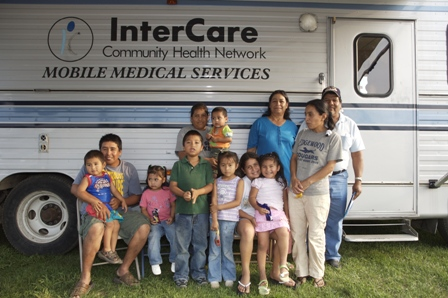 InterCare
Community Health Network
MOBILE MEDICAL SERVICES